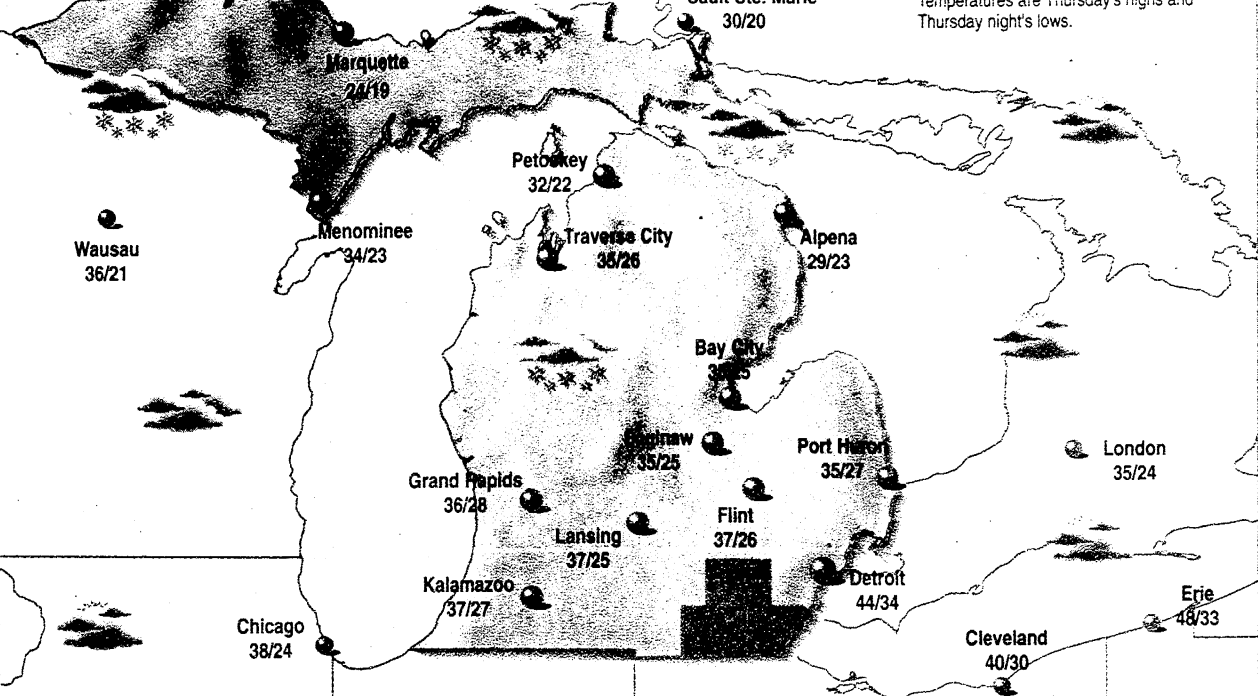 Sault Ste. Marie
30/20
Temperatures are Thursday's highs and
Thursday night's lows.
Marquette
24/19
Petoskey
32/22
Menominee
34/23
Wausau
36/21
Traverse City
35/26
Alpena
29/23
Bay City
Saginaw
35/25
Port Huron
35/27
London
35/24
Grand Rapids
36/28
Flint
37/26
Lansing
37/25
Kalamazoo
37/27
Detroit
44/34
Erie
48/33
Chicago
38/24
Cleveland
40/30